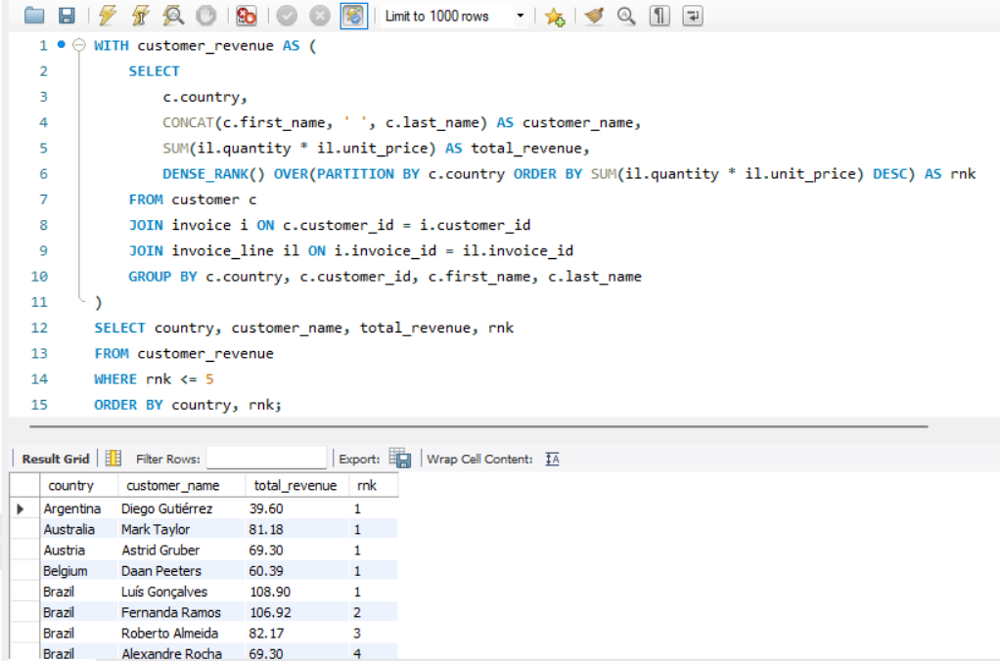 Limit to 1000 rows
1 WITH customer_revenue AS (
2 SELECT
3 c.country,
4 CONCAT(c.first_name, ' ', c.last_name) AS customer_name,
5 SUM(il.quantity * il.unit_price) AS total_revenue,
6 DENSE_RANK() OVER(PARTITION BY c.country ORDER BY SUM(il.quantity * il.unit_price) DESC) AS rnk
7 FROM customer c
8 JOIN invoice i ON c.customer_id = i.customer_id
9 JOIN invoice_line il ON i.invoice_id = il.invoice_id
10 GROUP BY c.country, c.customer_id, c.first_name, c.last_name
11 )
12 SELECT country, customer_name, total_revenue, rnk
13 FROM customer_revenue
14 WHERE rnk <= 5
15 ORDER BY country, rnk;
Result Grid Filter Rows: Export: Wrap Cell Content:
country customer_name total_revenue rnk
Argentina Diego Gutiérrez 39.60 1
Australia Mark Taylor 81.18 1
Austria Astrid Gruber 69.30 1
Belgium Daan Peeters 60.39 1
Brazil Luís Gonçalves 108.90 1
Brazil Fernanda Ramos 106.92 2
Brazil Roberto Almeida 82.17 3
Brazil Alexandre Rocha 69.30 4